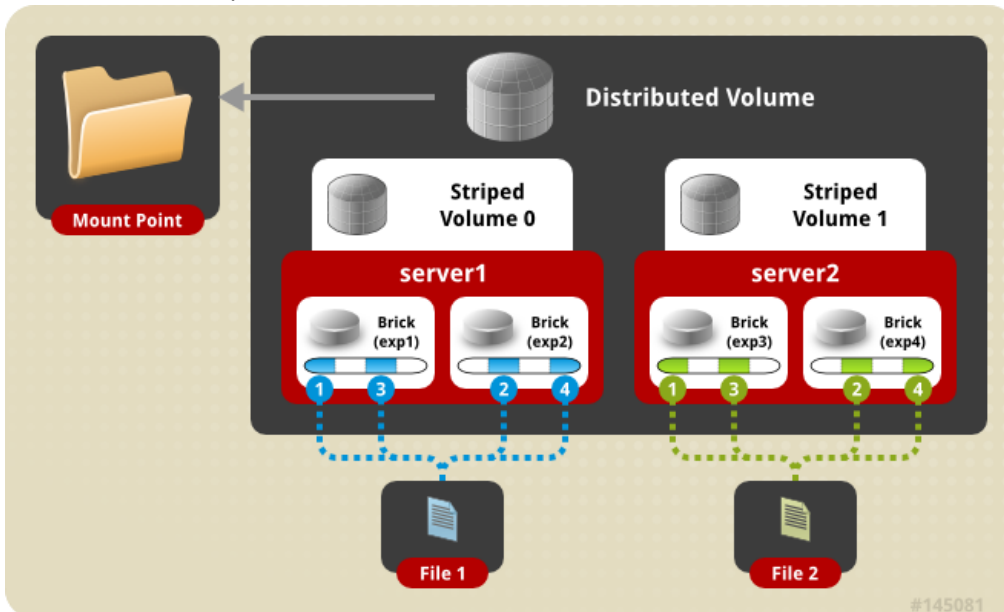 Distributed Volume
Mount Point
Striped
Volume 0
Striped
Volume 1
server1
server2
Brick
(exp1)
Brick
(exp2)
Brick
(exp3)
Brick
(exp4)
1 3 2 4
1 3 2 4
File 1
File 2
#145081